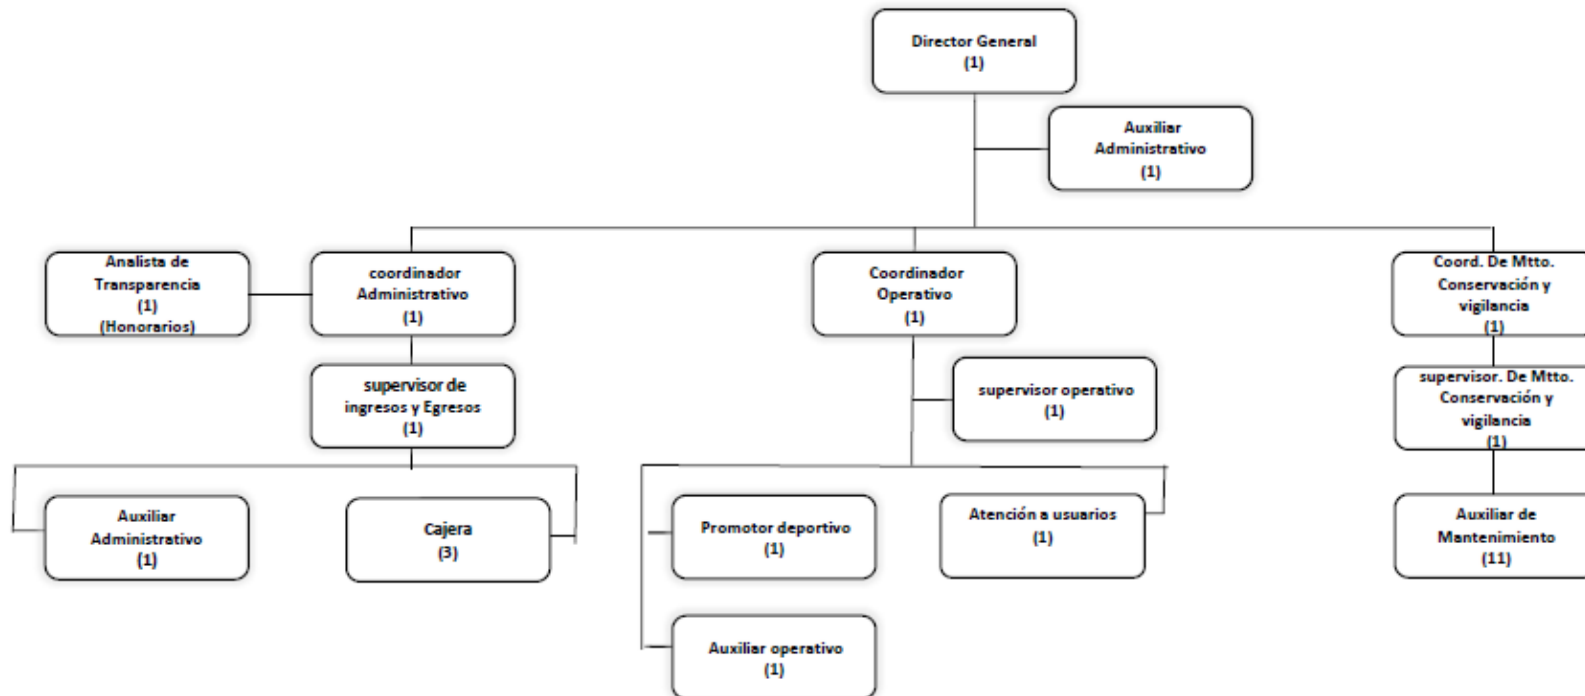 Director General
(1)
Auxiliar
Administrativo
(1)
Analista de
Transparencia
(1)
(Honorarios)
coordinador
Administrativo
(1)
Coordinador
Operativo
(1)
Coord. De Mtto.
Conservación y
vigilancia
(1)
supervisor de
ingresos y Egresos
(1)
supervisor operativo
(1)
supervisor. De Mtto.
Conservación y
vigilancia
(1)
Auxiliar
Administrativo
(1)
Cajera
(3)
Promotor deportivo
(1)
Atención a usuarios
(1)
Auxiliar de
Mantenimiento
(11)
Auxiliar operativo
(1)